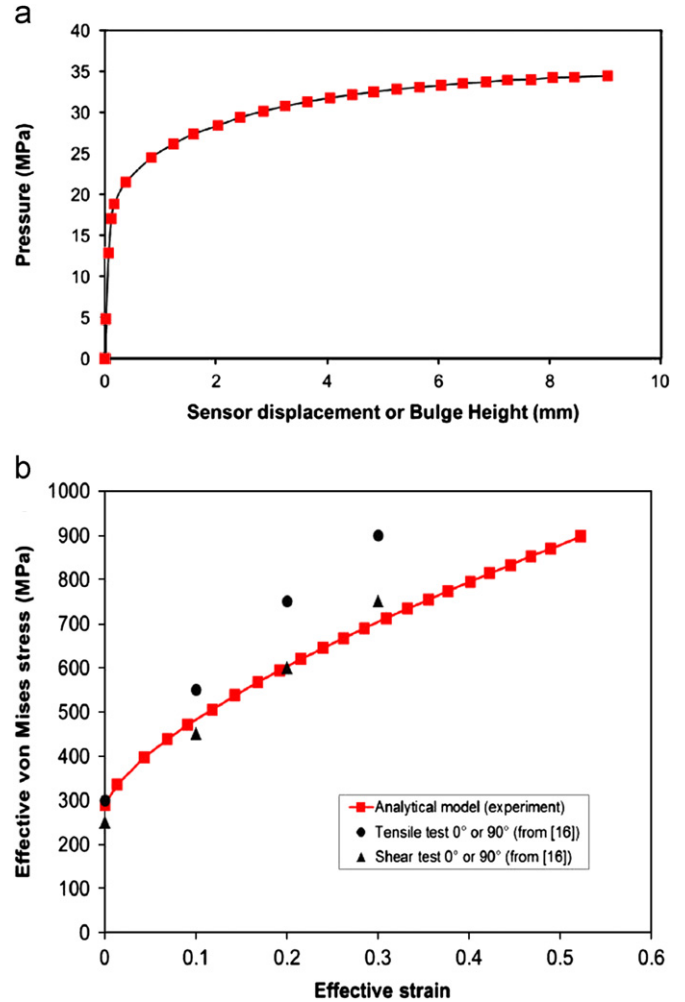 a
40
35
30
25
20
15
10
5
0
Pressure (MPa)
0 2 4 6 8 10
Sensor displacement or Bulge Height (mm)
b
1000
900
800
700
600
500
400
300
200
100
0
Effective von Mises stress (MPa)
Analytical model (experiment)
Tensile test 0° or 90° (from [16])
Shear test 0° or 90° (from [16])
0 0.1 0.2 0.3 0.4 0.5 0.6
Effective strain